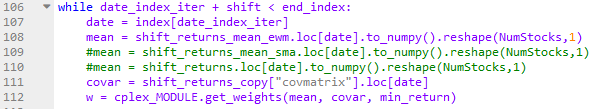 106 while date_index_iter + shift < end_index:
107 date = index[date_index_iter]
108 mean = shift_returns_mean_ewm.loc[date].to_numpy().reshape(NumStocks,1)
109 #mean = shift_returns_mean_sma.loc[date].to_numpy().reshape(NumStocks,1)
110 #mean = shift_returns.loc[date].to_numpy().reshape(NumStocks,1)
111 covar = shift_returns_copy["covmatrix"].loc[date]
112 w = cplex_MODULE.get_weights(mean, covar, min_return)